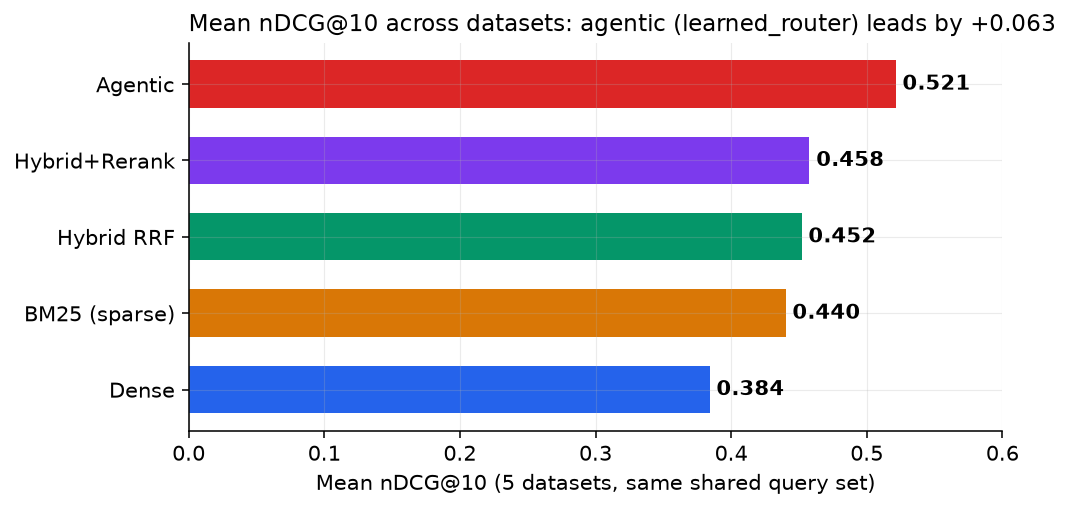 Mean nDCG@10 across datasets: agentic (learned_router) leads by +0.063
Agentic 0.521
Hybrid+Rerank 0.458
Hybrid RRF 0.452
BM25 (sparse) 0.440
Dense 0.384
0.0 0.1 0.2 0.3 0.4 0.5 0.6
Mean nDCG@10 (5 datasets, same shared query set)